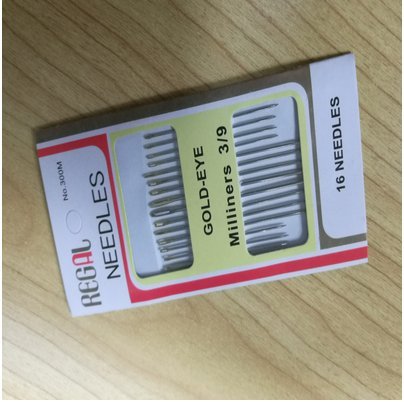 REGAL
NEEDLES
No.300M
GOLD-EYE
Milliners 3/9
16 NEEDLES